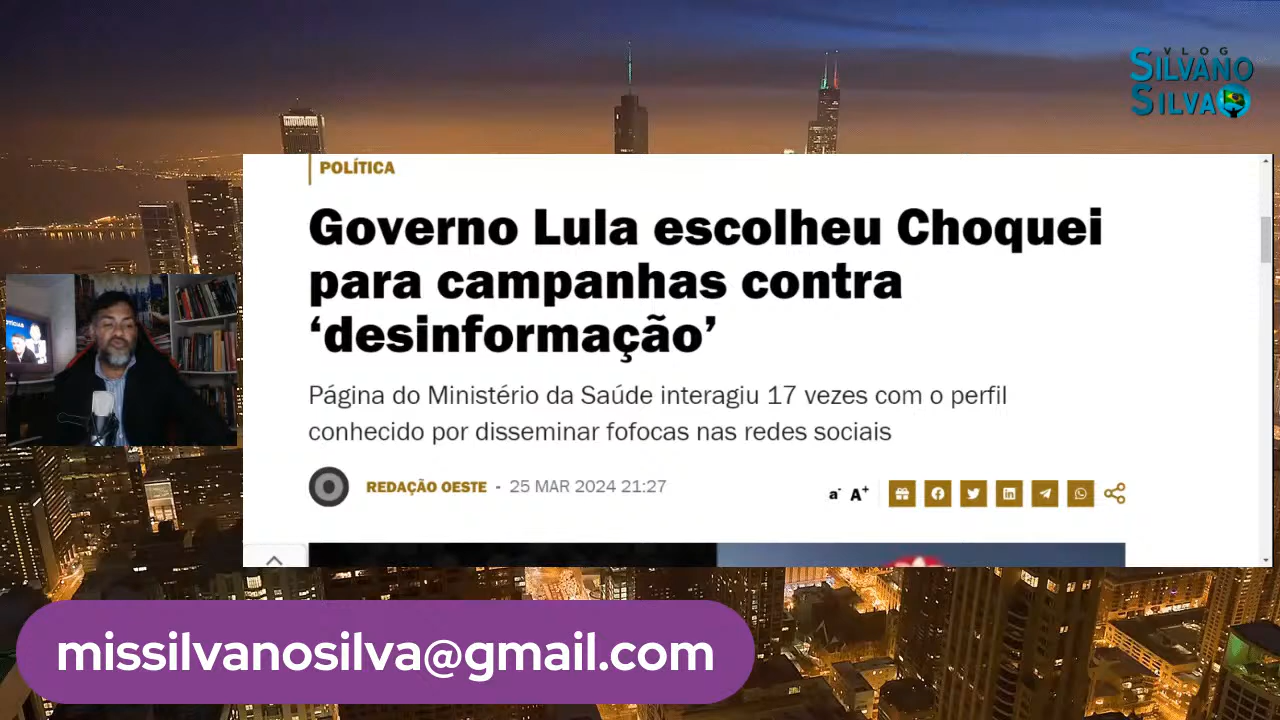 VLOG
SILVANO
SILVA
POLÍTICA
Governo Lula escolheu Choquei
para campanhas contra
‘desinformação’
Página do Ministério da Saúde interagiu 17 vezes com o perfil
conhecido por disseminar fofocas nas redes sociais
REDAÇÃO OESTE - 25 MAR 2024 21:27
a- A+
missilvanosilva@gmail.com